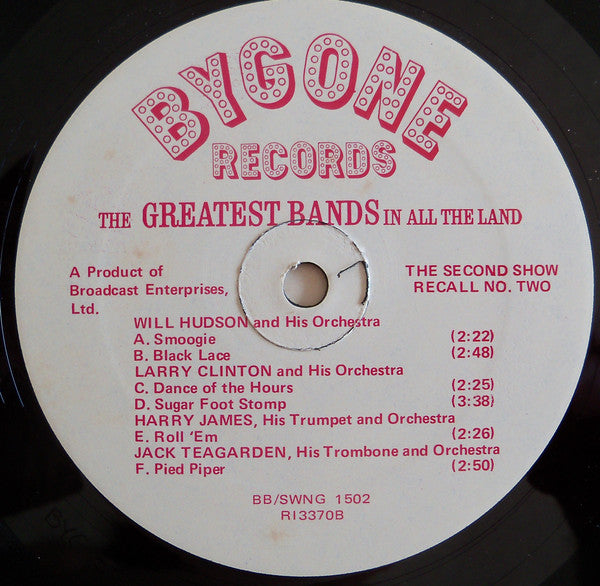 BYGONE
RECORDS
THE GREATEST BANDS IN ALL THE LAND
A Product of
Broadcast Enterprises,
Ltd.
THE SECOND SHOW
RECALL NO. TWO
WILL HUDSON and His Orchestra
A. Smoogie (2:22)
B. Black Lace (2:48)
LARRY CLINTON and His Orchestra
C. Dance of the Hours (2:25)
D. Sugar Foot Stomp (3:38)
HARRY JAMES, His Trumpet and Orchestra
E. Roll 'Em (2:26)
JACK TEAGARDEN, His Trombone and Orchestra
F. Pied Piper (2:50)
BB/SWNG 1502
RI3370B